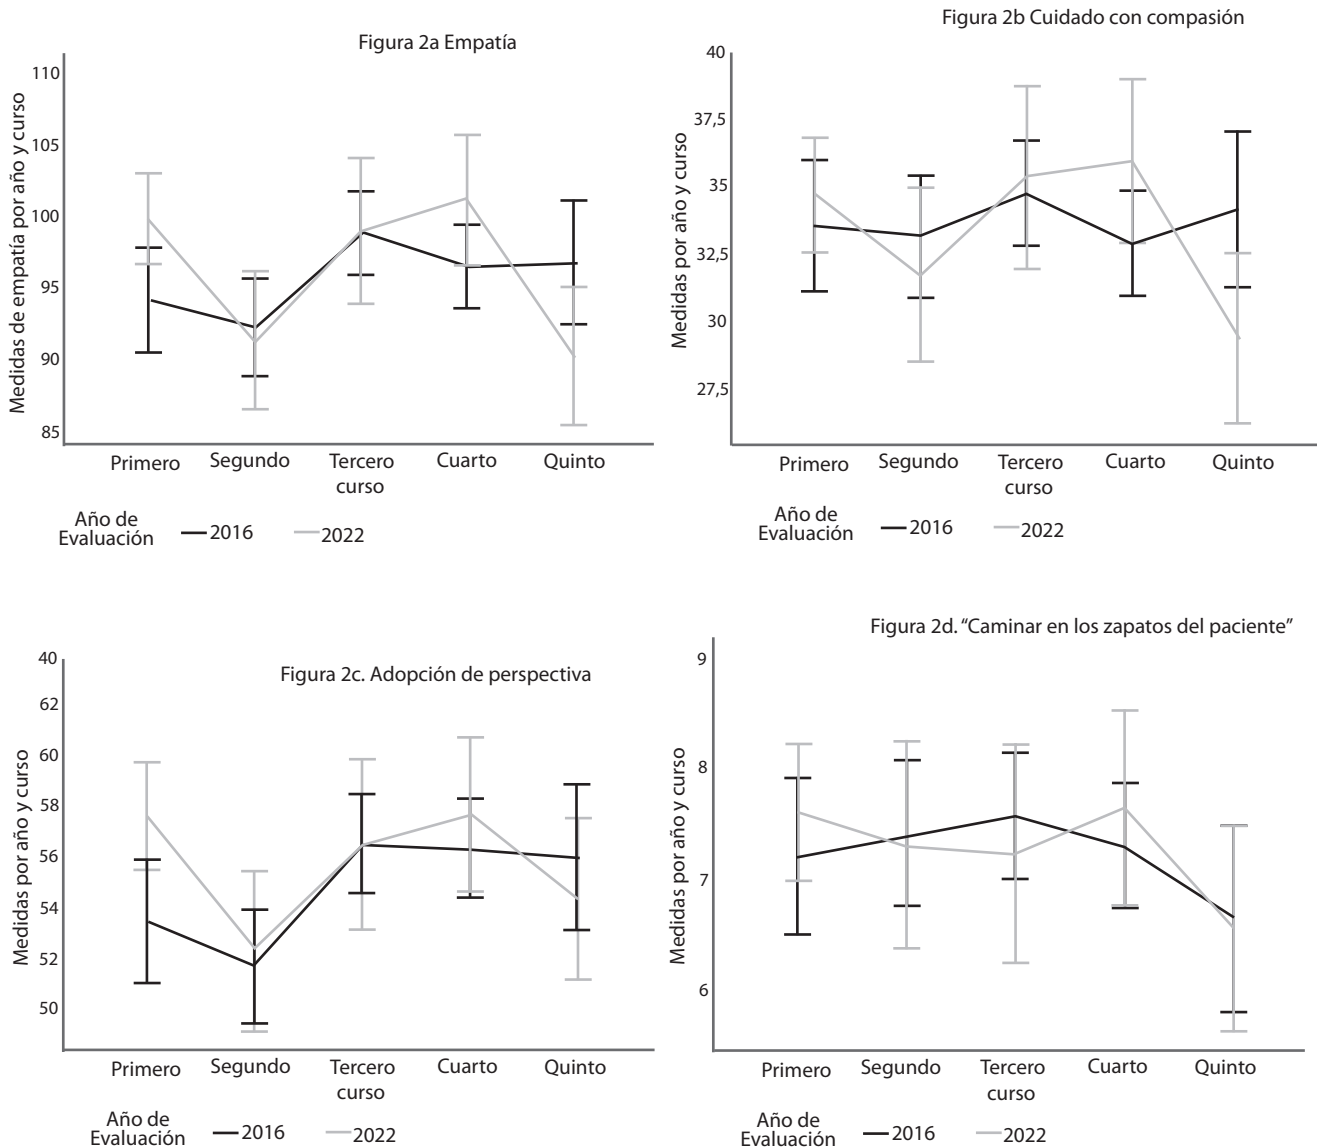 Figura 2a Empatía
Medidas de empatía por año y curso
110
105
100
95
90
85
Primero
Segundo
Tercero
Cuarto
Quinto
curso
Año de
Evaluación
2016
2022
Figura 2b Cuidado con compasión
Medidas por año y curso
40
37,5
35
32,5
30
27,5
Primero
Segundo
Tercero
Cuarto
Quinto
curso
Año de
Evaluación
2016
2022
Figura 2c. Adopción de perspectiva
Medidas por año y curso
40
62
60
58
56
54
52
50
Primero
Segundo
Tercero
Cuarto
Quinto
curso
Año de
Evaluación
2016
2022
Figura 2d. “Caminar en los zapatos del paciente”
Medidas por año y curso
9
8
7
6
Primero
Segundo
Tercero
Cuarto
Quinto
curso
Año de
Evaluación
2016
2022